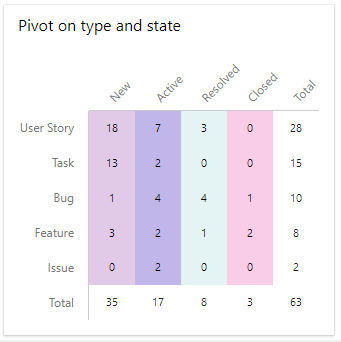 Pivot on type and state
New Active Resolved Closed Total
User Story 18 7 3 0 28
Task 13 2 0 0 15
Bug 1 4 4 1 10
Feature 3 2 1 2 8
Issue 0 2 0 0 2
Total 35 17 8 3 63